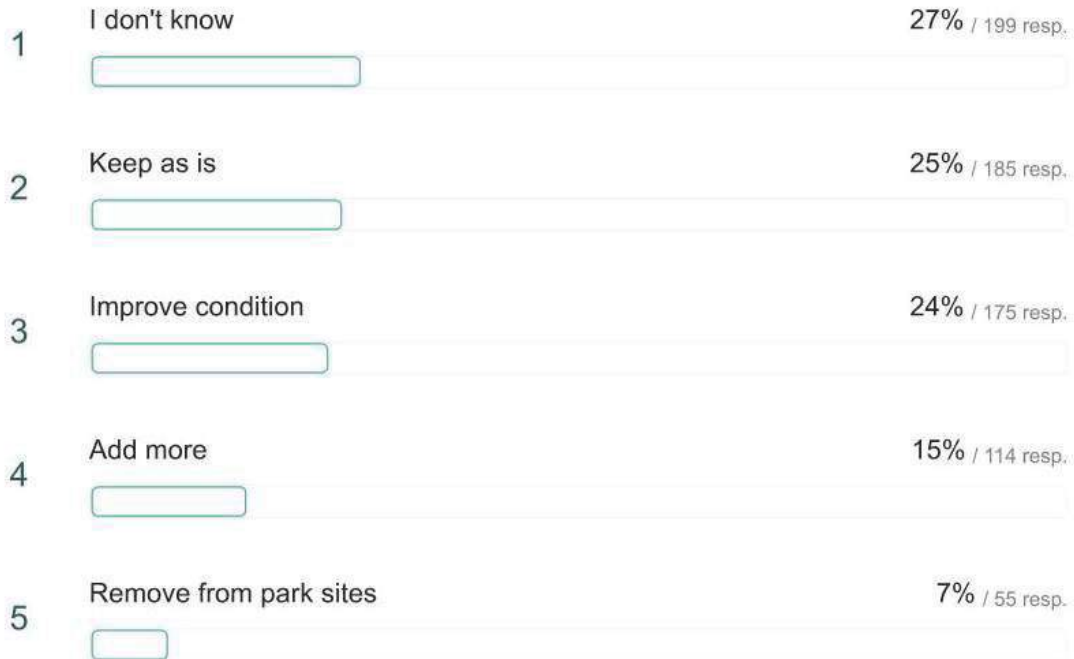 1 I don't know 27% / 199 resp.
2 Keep as is 25% / 185 resp.
3 Improve condition 24% / 175 resp.
4 Add more 15% / 114 resp.
5 Remove from park sites 7% / 55 resp.